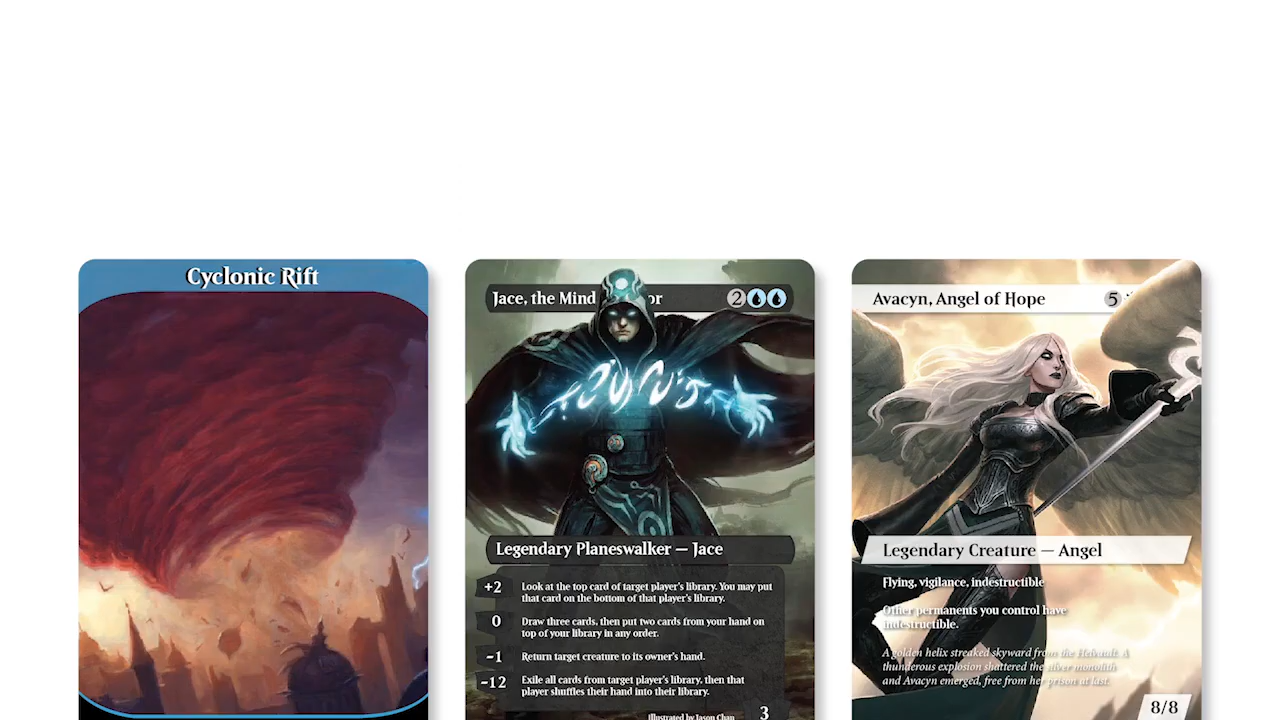 Cyclonic Rift
Jace, the Mind or
2
Legendary Planeswalker — Jace
+2 Look at the top card of target player's library. You may put
that card on the bottom of that player's library.
0 Draw three cards, then put two cards from your hand on
top of your library in any order.
−1 Return target creature to its owner's hand.
−12 Exile all cards from target player's library, then that
player shuffles their hand into their library.
Illustrated by Jason Chan
3
Avacyn, Angel of Hope
5
Legendary Creature — Angel
Flying, vigilance, indestructible
Other permanents you control have
indestructible.
A golden helix streaked skyward from the Helvault. A
thunderous explosion shattered the silver monolith
and Avacyn emerged, free from her prison at last.
8/8